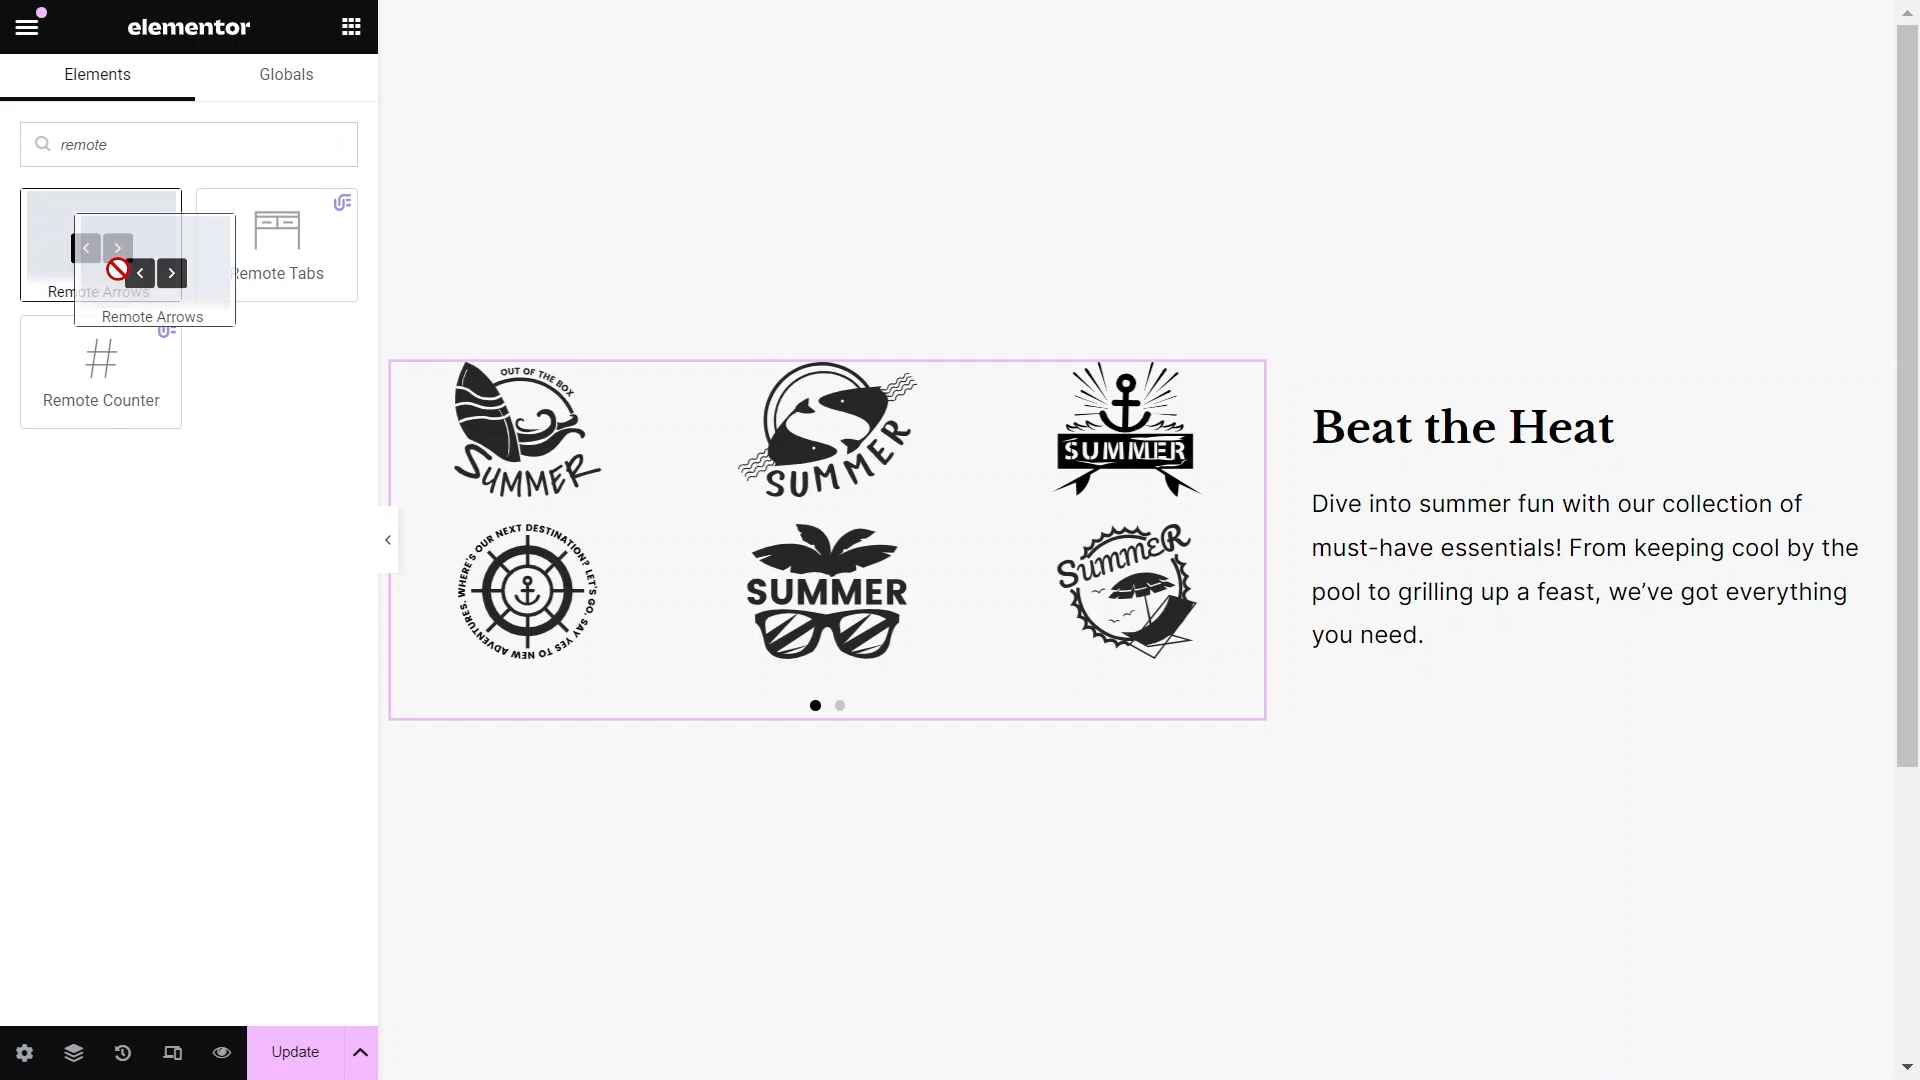 elementor
Elements
Globals
remote
Remote Arrows
Remote Tabs
Remote Arrows
Remote Counter
OUT OF THE BOX
SUMMER
SUMMER
SUMMER
WHERE'S OUR NEXT DESTINATION? LET'S GO. SAY YES TO NEW ADVENTURES.
SUMMER
SummeR
Beat the Heat
Dive into summer fun with our collection of
must-have essentials! From keeping cool by the
pool to grilling up a feast, we’ve got everything
you need.
Update